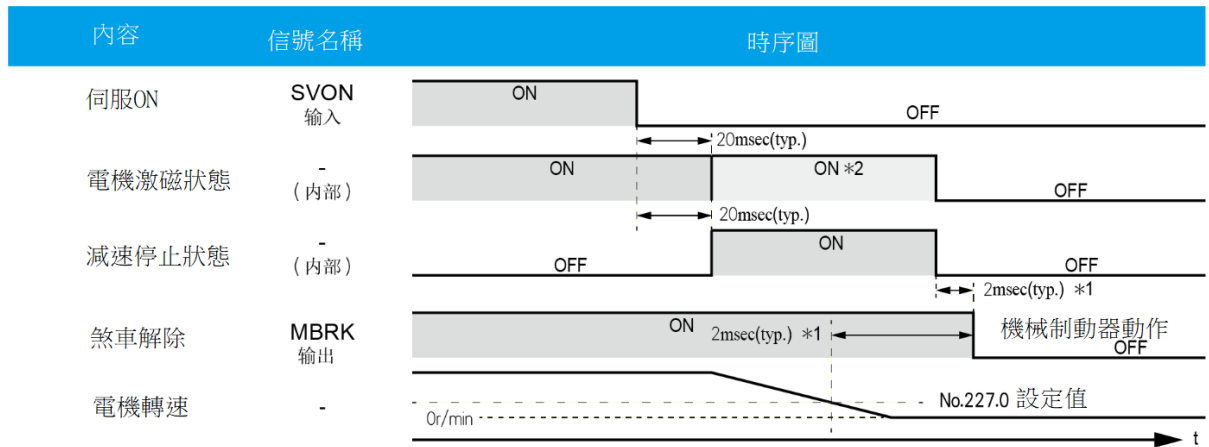 內容 信號名稱 時序圖
伺服ON SVON 输入 ON OFF
20msec(typ.)
電機激磁狀態 - (内部) ON ON *2 OFF
20msec(typ.)
減速停止狀態 - (内部) OFF ON OFF
2msec(typ.) *1
煞車解除 MBRK 输出 ON 2msec(typ.) *1 機械制動器動作 OFF
電機轉速 - 0r/min No.227.0 設定值
t